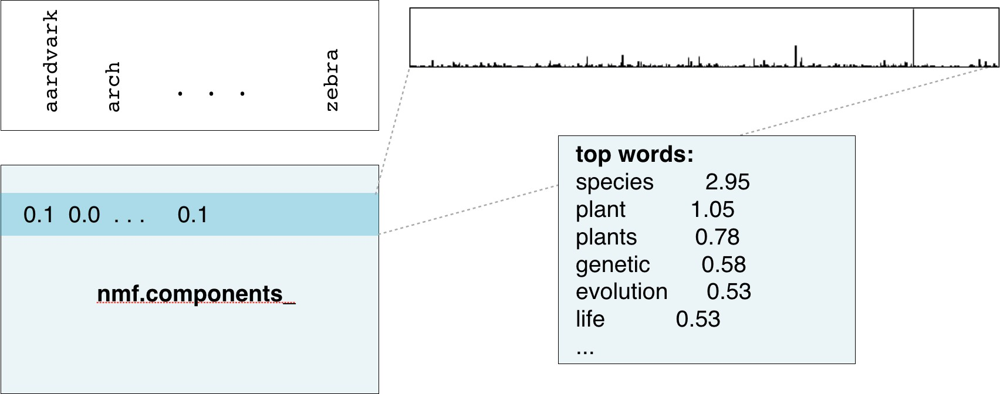 aardvark
arch
. . .
zebra
0.1 0.0 . . . 0.1
nmf.components_
top words:
species 2.95
plant 1.05
plants 0.78
genetic 0.58
evolution 0.53
life 0.53
...